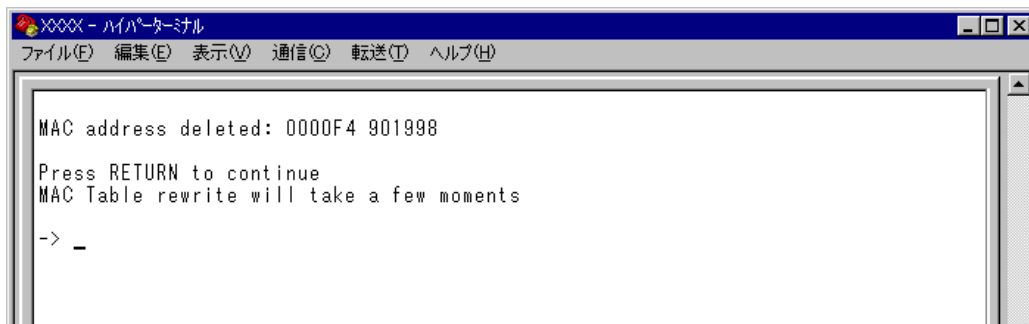 XXXX - ハイパーターミナル
ファイル(F) 編集(E) 表示(V) 通信(C) 転送(T) ヘルプ(H)
MAC address deleted: 0000F4 901998
Press RETURN to continue
MAC Table rewrite will take a few moments
-> _